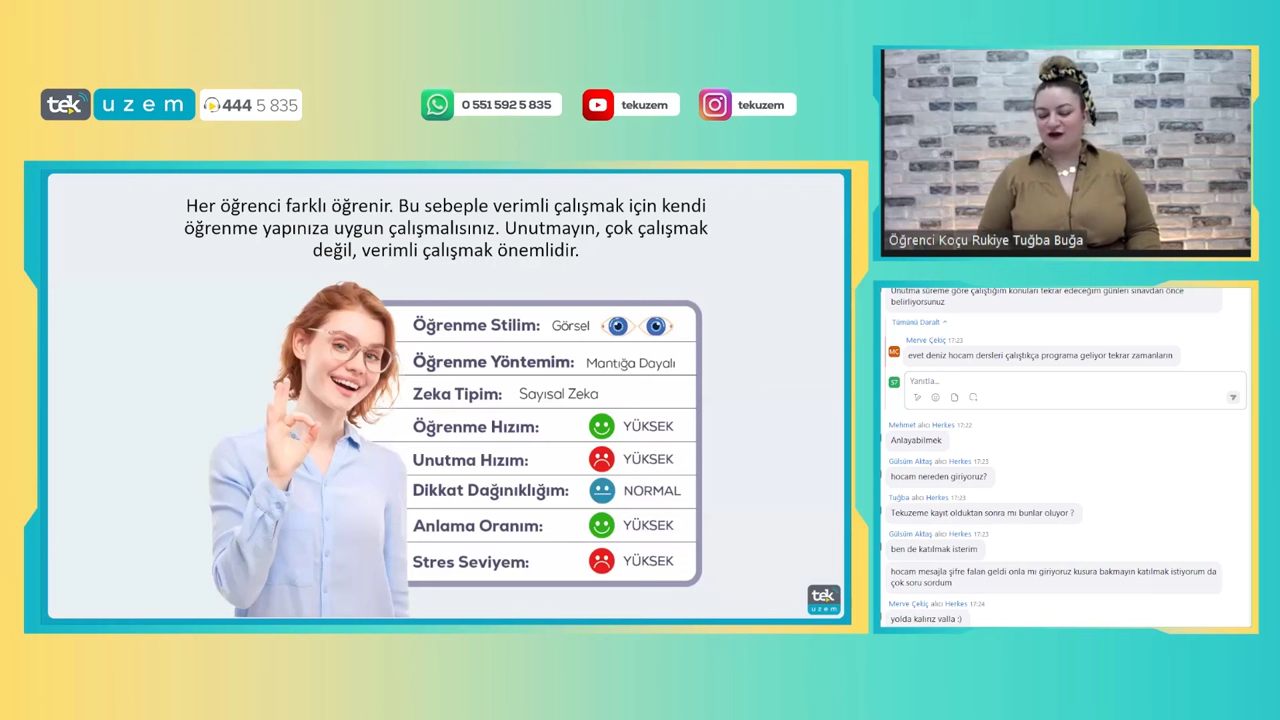 tek
uzem
444 5 835
0 551 592 5 835
tekuzem
tekuzem
Her öğrenci farklı öğrenir. Bu sebeple verimli çalışmak için kendi
öğrenme yapınıza uygun çalışmalısınız. Unutmayın, çok çalışmak
değil, verimli çalışmak önemlidir.
Öğrenme Stilim: Görsel
Öğrenme Yöntemim: Mantığa Dayalı
Zeka Tipim: Sayısal Zeka
Öğrenme Hızım: YÜKSEK
Unutma Hızım: YÜKSEK
Dikkat Dağınıklığım: NORMAL
Anlama Oranım: YÜKSEK
Stres Seviyem: YÜKSEK
tek
uzem
Öğrenci Koçu Rukiye Tuğba Buğa
Unutma süreme göre çalıştığım konuları tekrar edeceğim günleri sınavdan önce
belirliyorsunuz
Tümünü Daralt
Merve Çekiç 17:23
MÇ
evet deniz hocam dersleri çalıştıkça programa geliyor tekrar zamanların
ST
Yanıtla...
Mehmet alıcı Herkes 17:22
Anlayabilmek
Gülsüm Aktaş alıcı Herkes 17:23
hocam nereden giriyoruz?
Tuğba alıcı Herkes 17:23
Tekuzeme kayıt olduktan sonra mı bunlar oluyor ?
Gülsüm Aktaş alıcı Herkes 17:23
ben de katılmak isterim
hocam mesajla şifre falan geldi onla mı giriyoruz kusura bakmayın katılmak istiyorum da
çok soru sordum
Merve Çekiç alıcı Herkes 17:24
yolda kalırız valla :)